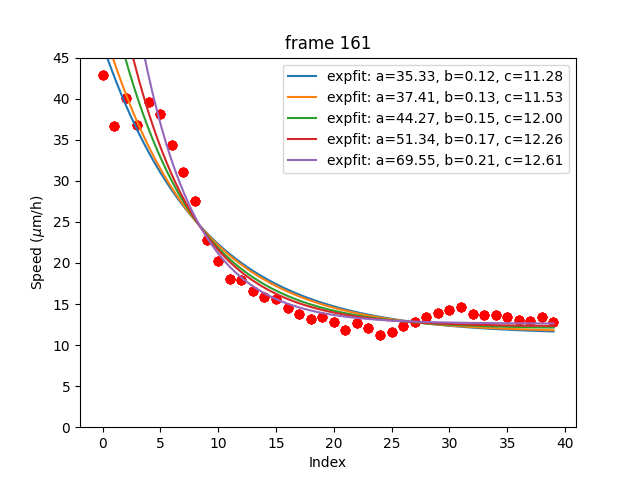 frame 161
expfit: a=35.33, b=0.12, c=11.28
expfit: a=37.41, b=0.13, c=11.53
expfit: a=44.27, b=0.15, c=12.00
expfit: a=51.34, b=0.17, c=12.26
expfit: a=69.55, b=0.21, c=12.61
Speed (μm/h)
45
40
35
30
25
20
15
10
5
0
0 5 10 15 20 25 30 35 40
Index